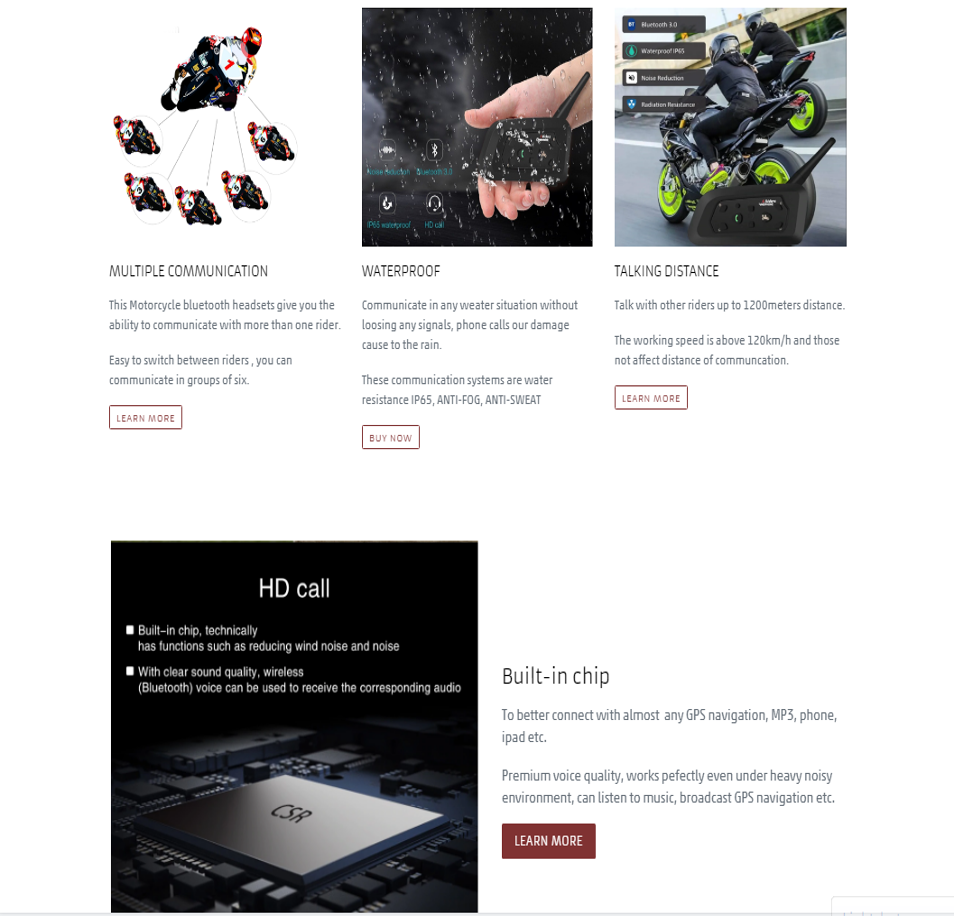 Bluetooth 3.0
Waterproof IP65
Noise Reduction
Radiation Resistance
Noise reduction Bluetooth 3.0
IP65 waterproof HD call
MULTIPLE COMMUNICATION
This Motorcycle bluetooth headsets give you the
ability to communicate with more than one rider.
Easy to switch between riders , you can
communicate in groups of six.
LEARN MORE
WATERPROOF
Communicate in any weater situation without
loosing any signals, phone calls our damage
cause to the rain.
These communication systems are water
resistance IP65, ANTI-FOG, ANTI-SWEAT
BUY NOW
TALKING DISTANCE
Talk with other riders up to 1200meters distance.
The working speed is above 120km/h and those
not affect distance of communcation.
LEARN MORE
HD call
Built-in chip, technically
has functions such as reducing wind noise and noise
With clear sound quality, wireless
(Bluetooth) voice can be used to receive the corresponding audio
CSR
Built-in chip
To better connect with almost any GPS navigation, MP3, phone,
ipad etc.
Premium voice quality, works pefectly even under heavy noisy
environment, can listen to music, broadcast GPS navigation etc.
LEARN MORE